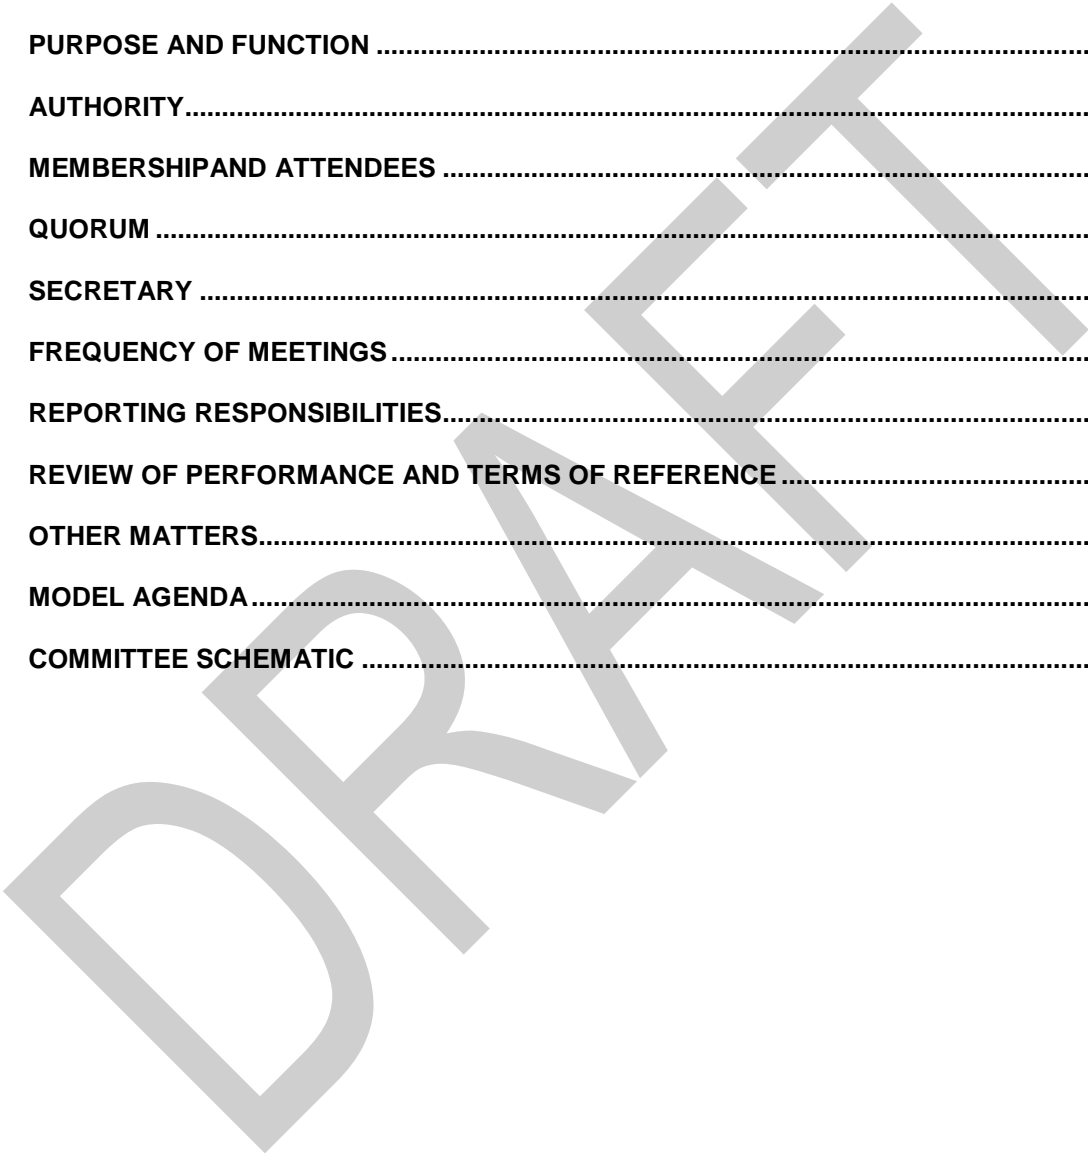 PURPOSE AND FUNCTION ................................................................................................
AUTHORITY..........................................................................................................................
MEMBERSHIPAND ATTENDEES .......................................................................................
QUORUM ..............................................................................................................................
SECRETARY ........................................................................................................................
FREQUENCY OF MEETINGS ..............................................................................................
REPORTING RESPONSIBILITIES.......................................................................................
REVIEW OF PERFORMANCE AND TERMS OF REFERENCE ..........................................
OTHER MATTERS................................................................................................................
MODEL AGENDA .................................................................................................................
COMMITTEE SCHEMATIC ..................................................................................................
DRAFT